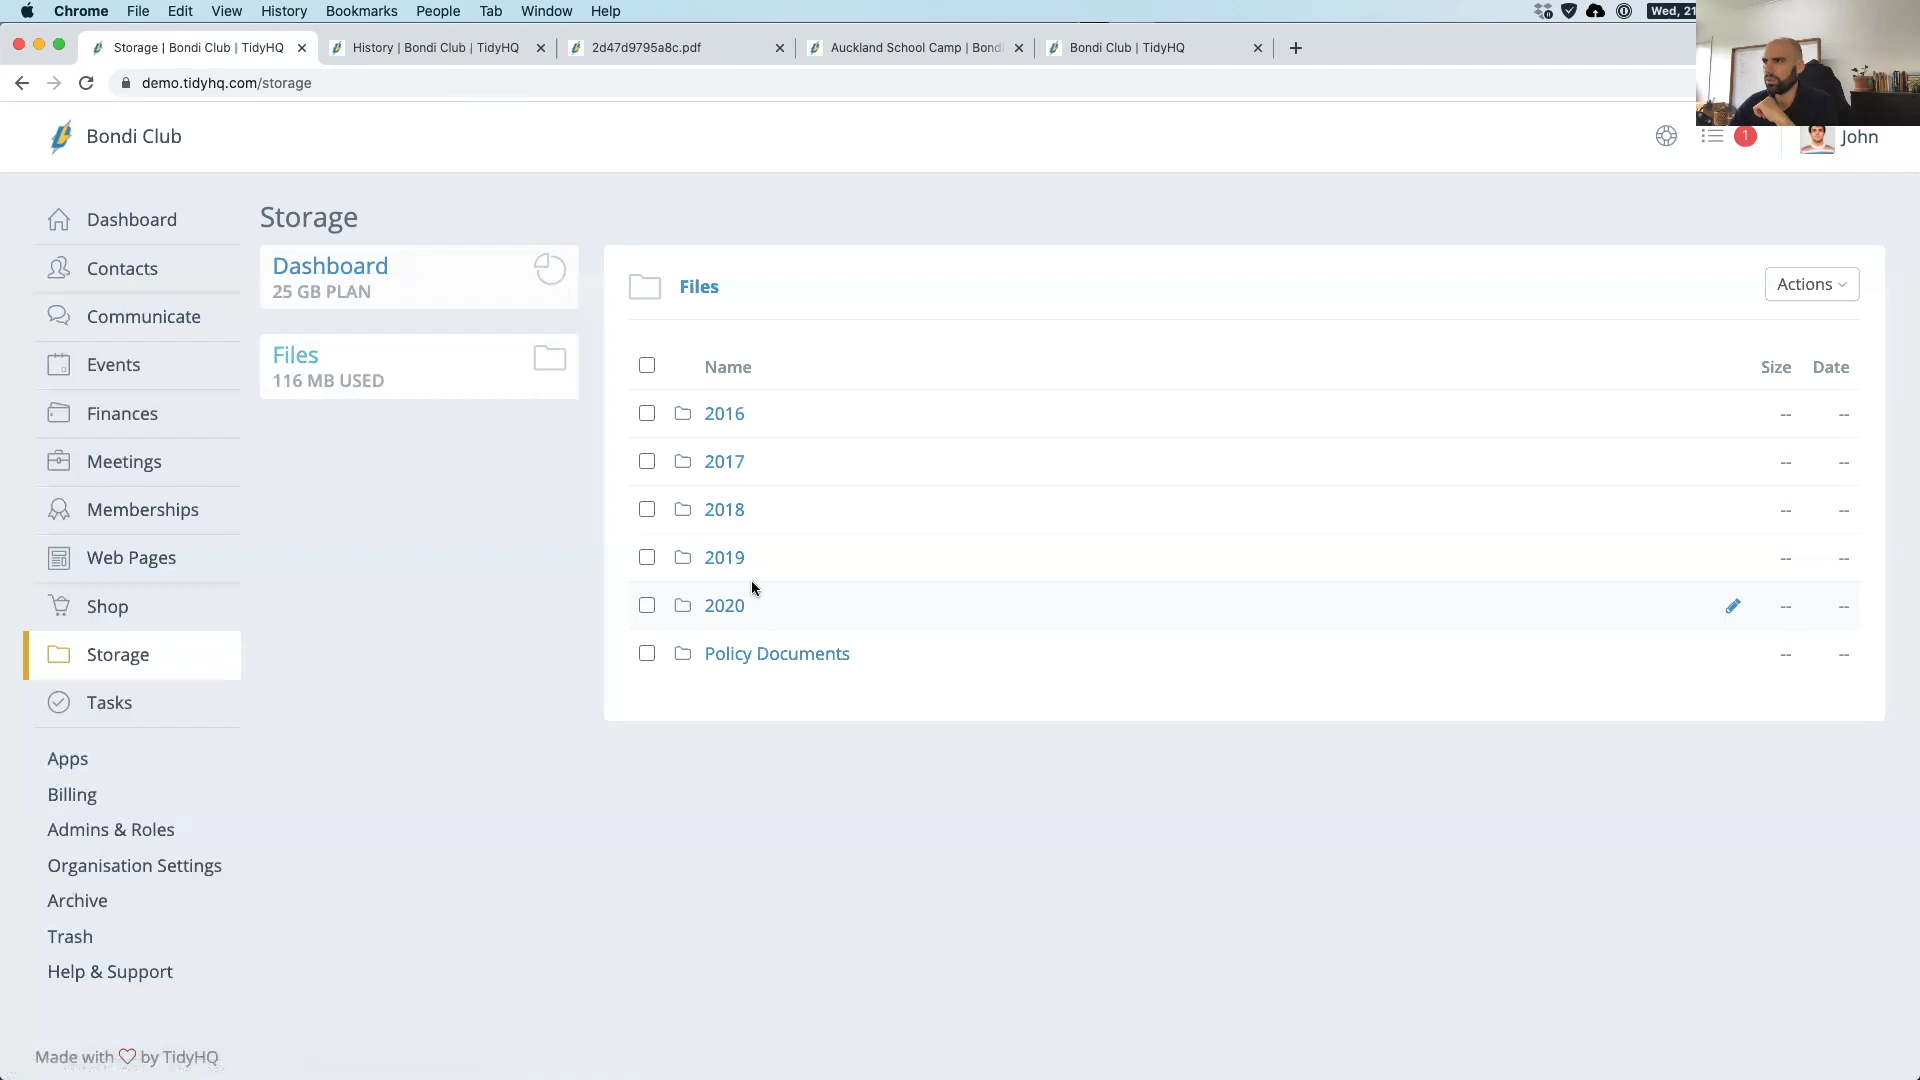 Chrome File Edit View History Bookmarks People Tab Window Help
Wed, 21
Storage | Bondi Club | TidyHQ
History | Bondi Club | TidyHQ
2d47d9795a8c.pdf
Auckland School Camp | Bondi
Bondi Club | TidyHQ
demo.tidyhq.com/storage
Bondi Club
1
John
Dashboard
Contacts
Communicate
Events
Finances
Meetings
Memberships
Web Pages
Shop
Storage
Tasks
Apps
Billing
Admins & Roles
Organisation Settings
Archive
Trash
Help & Support
Made with by TidyHQ
Storage
Dashboard
25 GB PLAN
Files
116 MB USED
Files
Actions
Name Size Date
2016 -- --
2017 -- --
2018 -- --
2019 -- --
2020 -- --
Policy Documents -- --